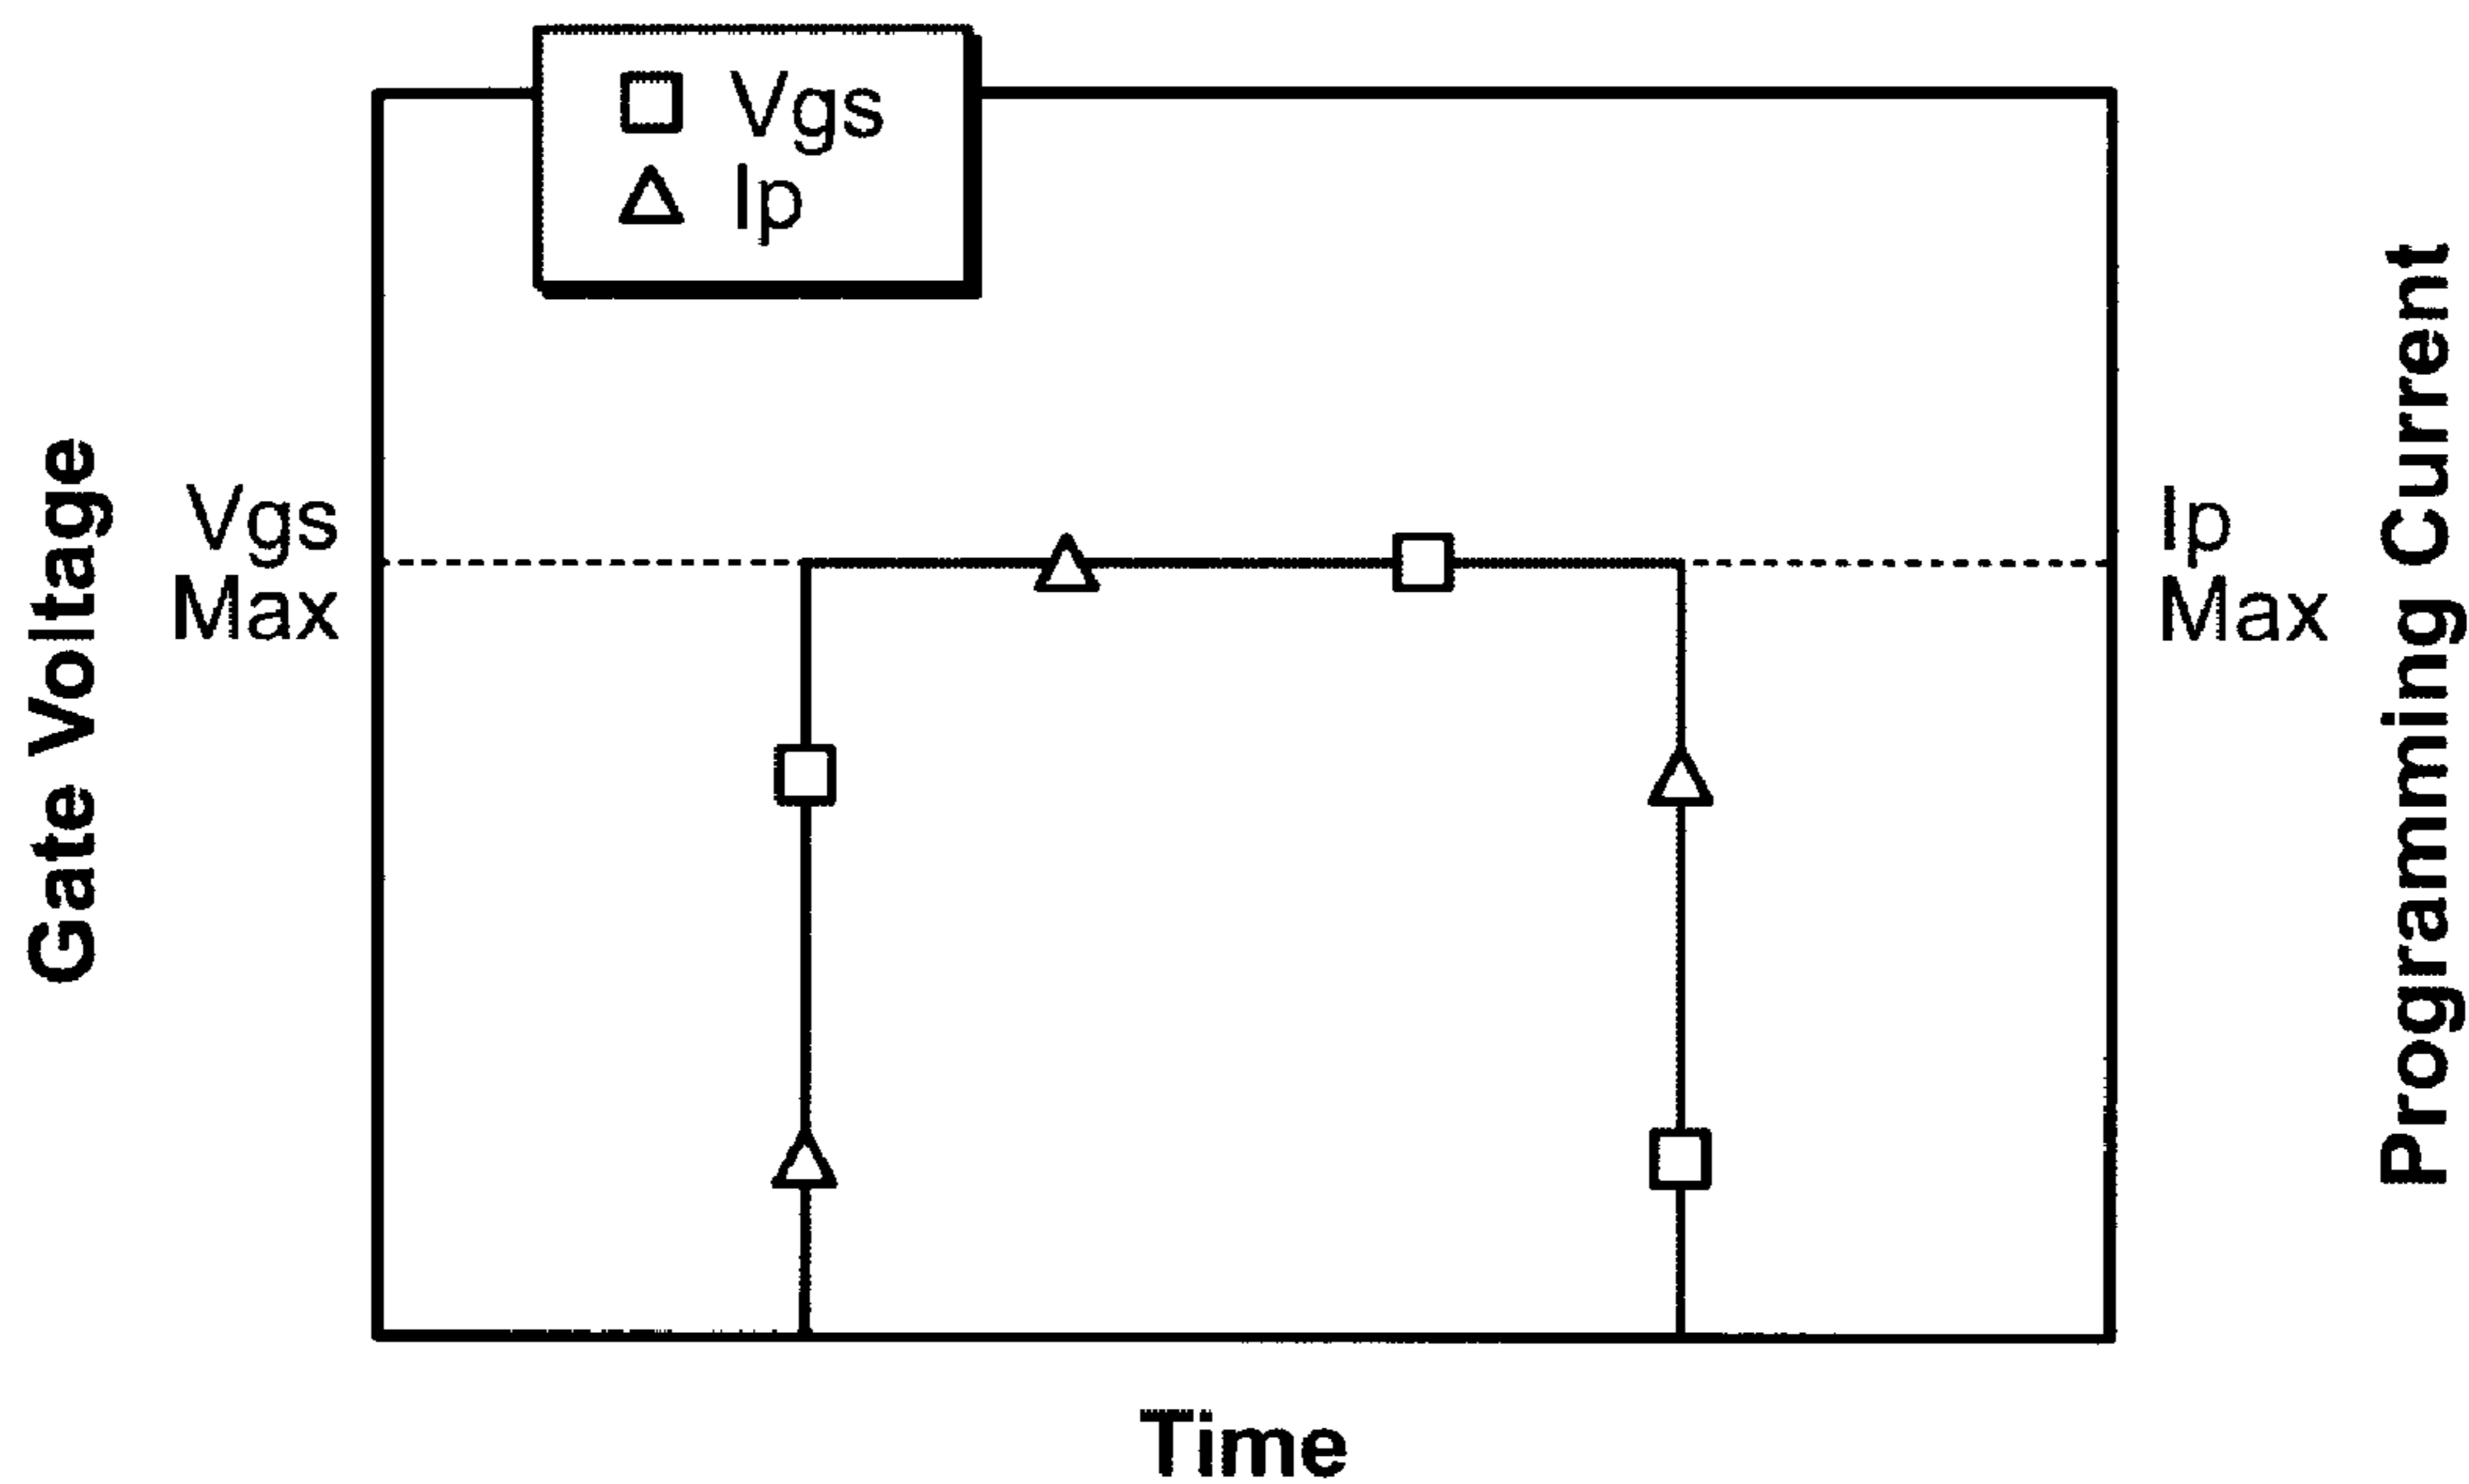 Vgs
Ip
Gate Voltage
Vgs
Max
Ip
Max
Programming Current
Time